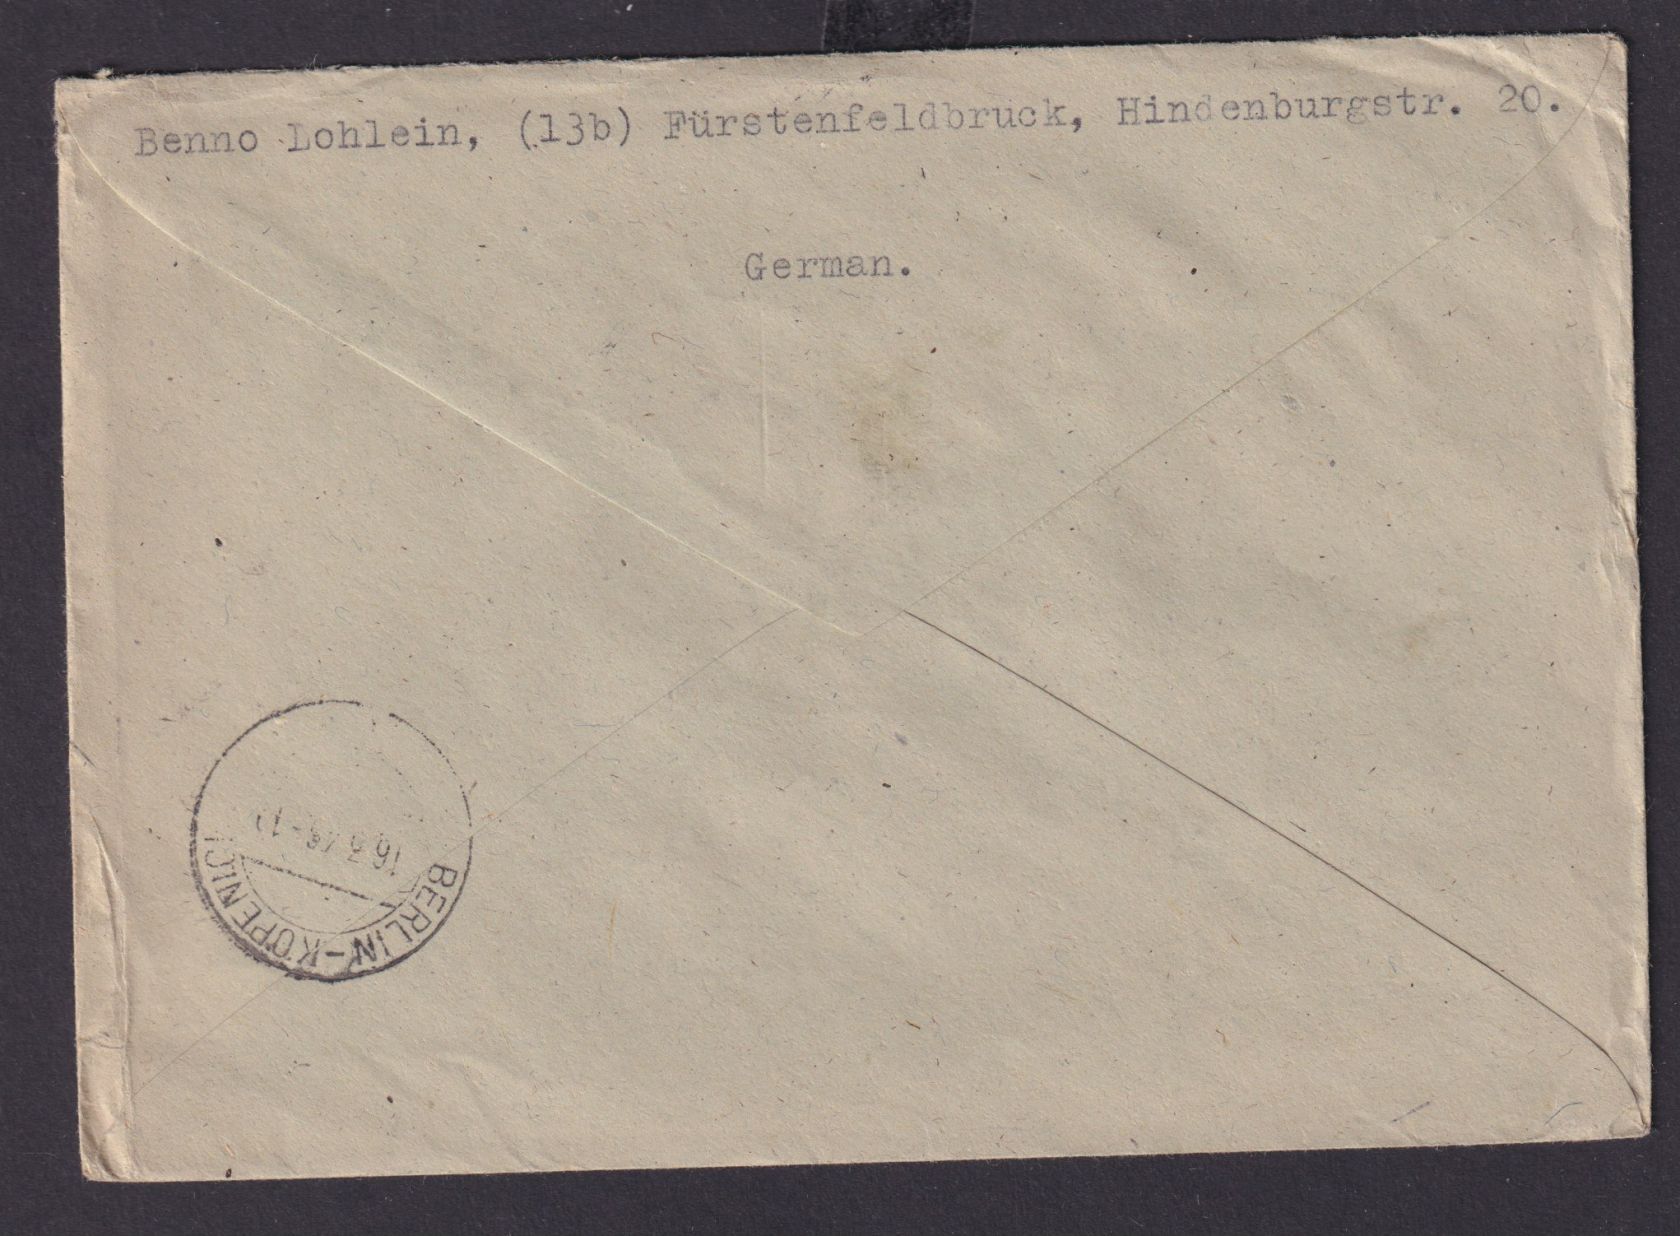 Benno Lohlein, (13b) Fürstenfeldbruck, Hindenburgstr. 20.
German.
BERLIN-KÖPENICK